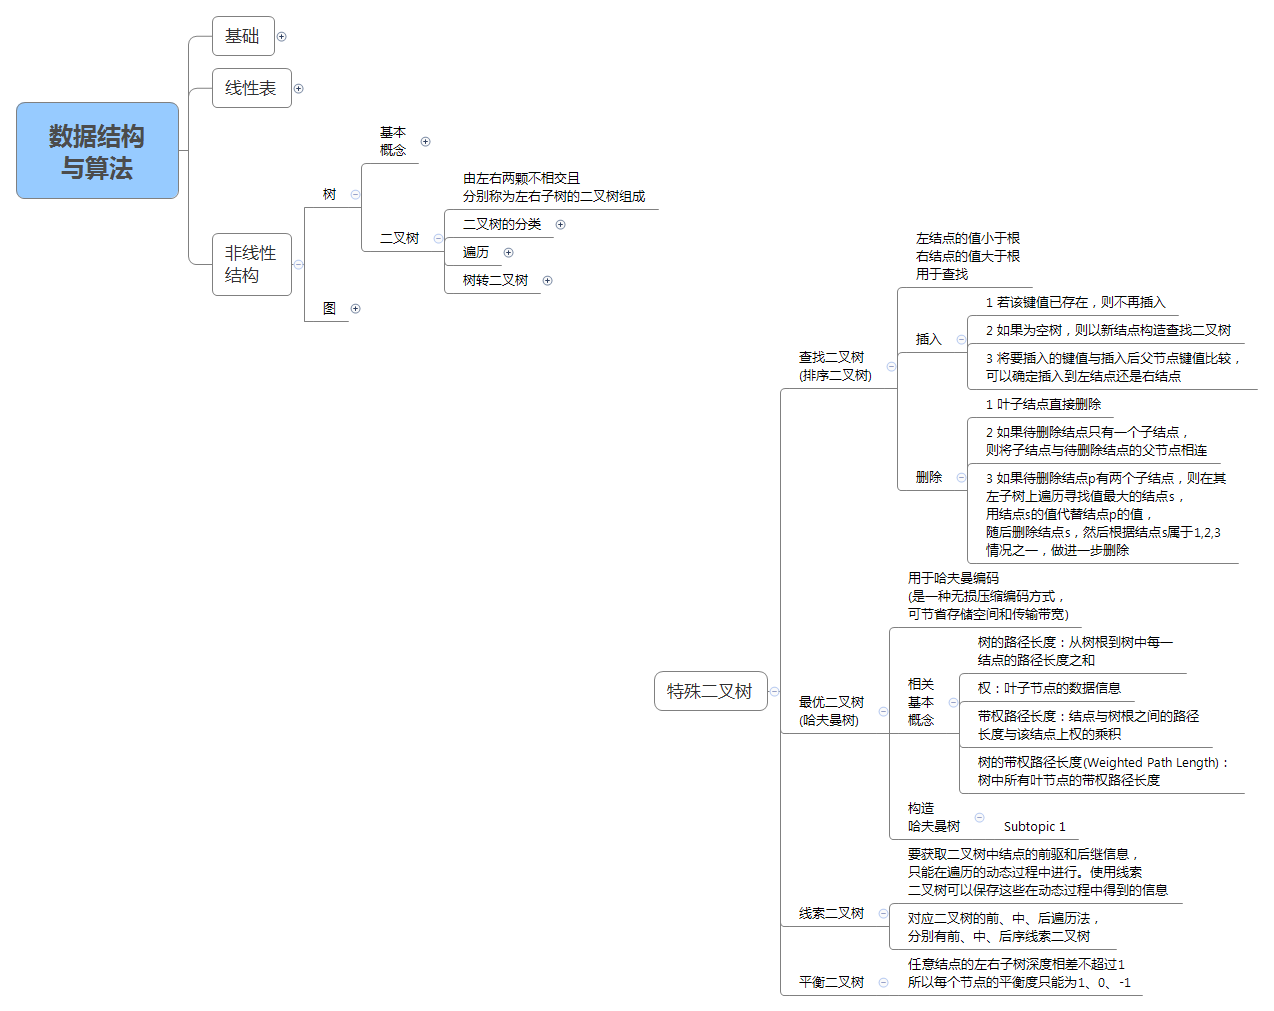 数据结构
与算法
基础
线性表
非线性
结构
树
基本
概念
二叉树
由左右两颗不相交且
分别称为左右子树的二叉树组成
二叉树的分类
遍历
树转二叉树
图
特殊二叉树
查找二叉树
(排序二叉树)
左结点的值小于根
右结点的值大于根
用于查找
插入
1 若该键值已存在，则不再插入
2 如果为空树，则以新结点构造查找二叉树
3 将要插入的键值与插入后父节点键值比较，
可以确定插入到左结点还是右结点
删除
1 叶子结点直接删除
2 如果待删除结点只有一个子结点，
则将子结点与待删除结点的父节点相连
3 如果待删除结点p有两个子结点，则在其
左子树上遍历寻找值最大的结点s，
用结点s的值代替结点p的值，
随后删除结点s，然后根据结点s属于1,2,3
情况之一，做进一步删除
最优二叉树
(哈夫曼树)
用于哈夫曼编码
(是一种无损压缩编码方式，
可节省存储空间和传输带宽)
相关
基本
概念
树的路径长度：从树根到树中每一
结点的路径长度之和
权：叶子节点的数据信息
带权路径长度：结点与树根之间的路径
长度与该结点上权的乘积
树的带权路径长度(Weighted Path Length)：
树中所有叶节点的带权路径长度
构造
哈夫曼树
Subtopic 1
线索二叉树
要获取二叉树中结点的前驱和后继信息，
只能在遍历的动态过程中进行。使用线索
二叉树可以保存这些在动态过程中得到的信息
对应二叉树的前、中、后遍历法，
分别有前、中、后序线索二叉树
平衡二叉树
任意结点的左右子树深度相差不超过1
所以每个节点的平衡度只能为1、0、-1